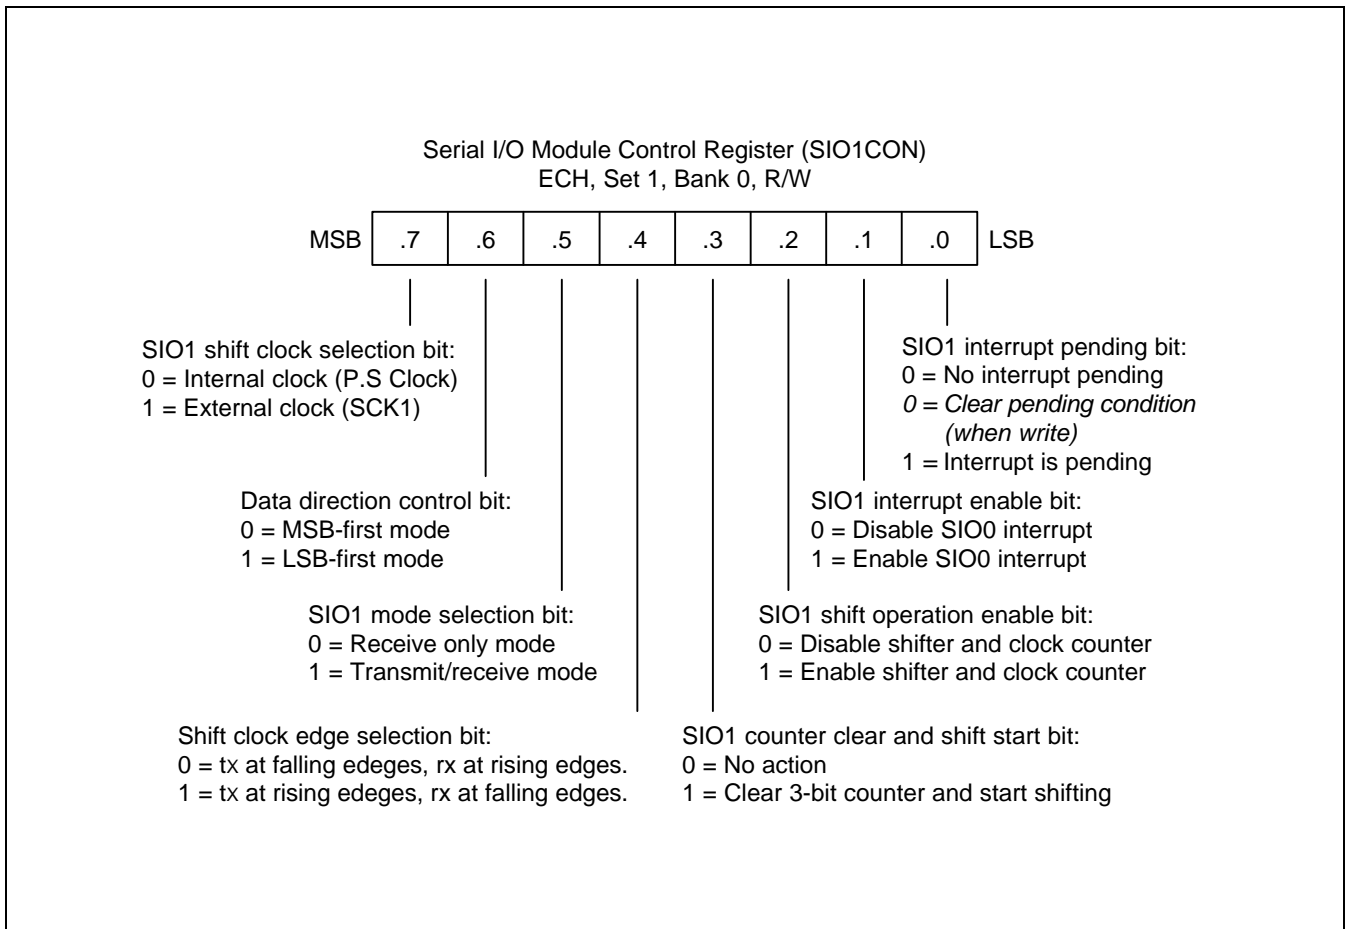 Serial I/O Module Control Register (SIO1CON)
ECH, Set 1, Bank 0, R/W
MSB .7 .6 .5 .4 .3 .2 .1 .0 LSB
SIO1 shift clock selection bit:
0 = Internal clock (P.S Clock)
1 = External clock (SCK1)
SIO1 interrupt pending bit:
0 = No interrupt pending
0 = Clear pending condition
(when write)
1 = Interrupt is pending
Data direction control bit:
0 = MSB-first mode
1 = LSB-first mode
SIO1 interrupt enable bit:
0 = Disable SIO0 interrupt
1 = Enable SIO0 interrupt
SIO1 mode selection bit:
0 = Receive only mode
1 = Transmit/receive mode
SIO1 shift operation enable bit:
0 = Disable shifter and clock counter
1 = Enable shifter and clock counter
Shift clock edge selection bit:
0 = tx at falling edeges, rx at rising edges.
1 = tx at rising edeges, rx at falling edges.
SIO1 counter clear and shift start bit:
0 = No action
1 = Clear 3-bit counter and start shifting